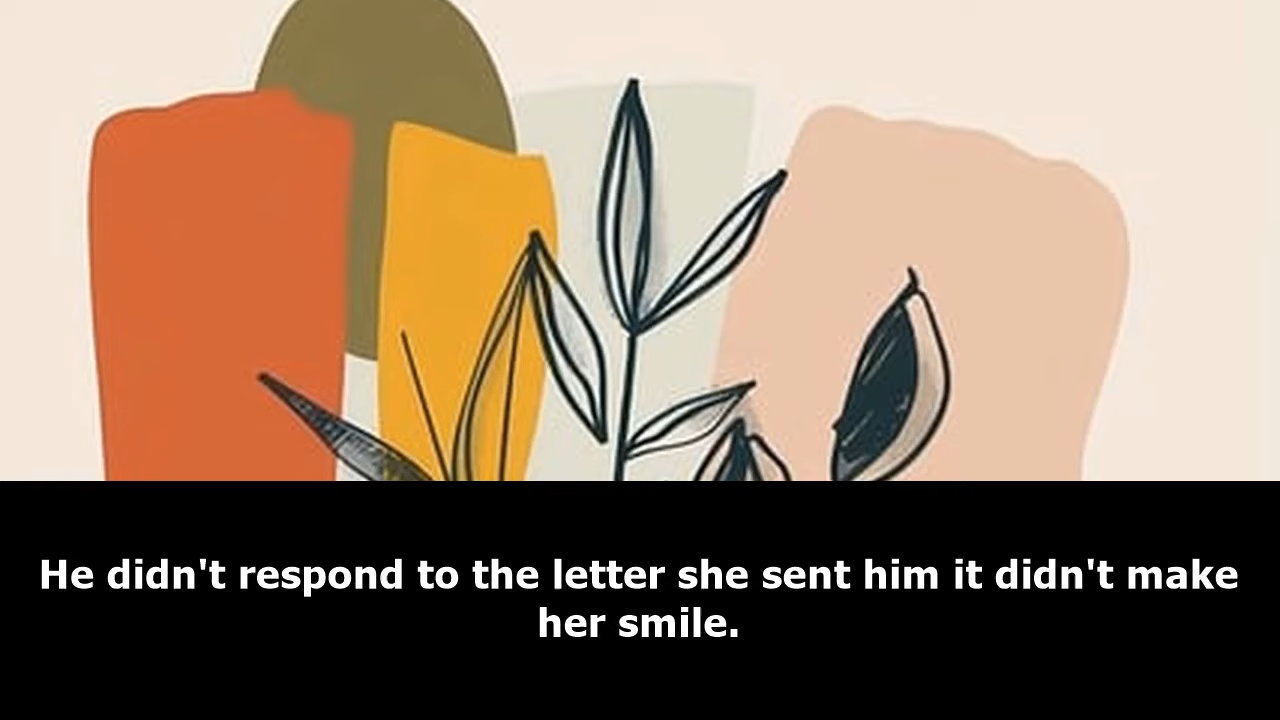 He didn't respond to the letter she sent him it didn't make
her smile.